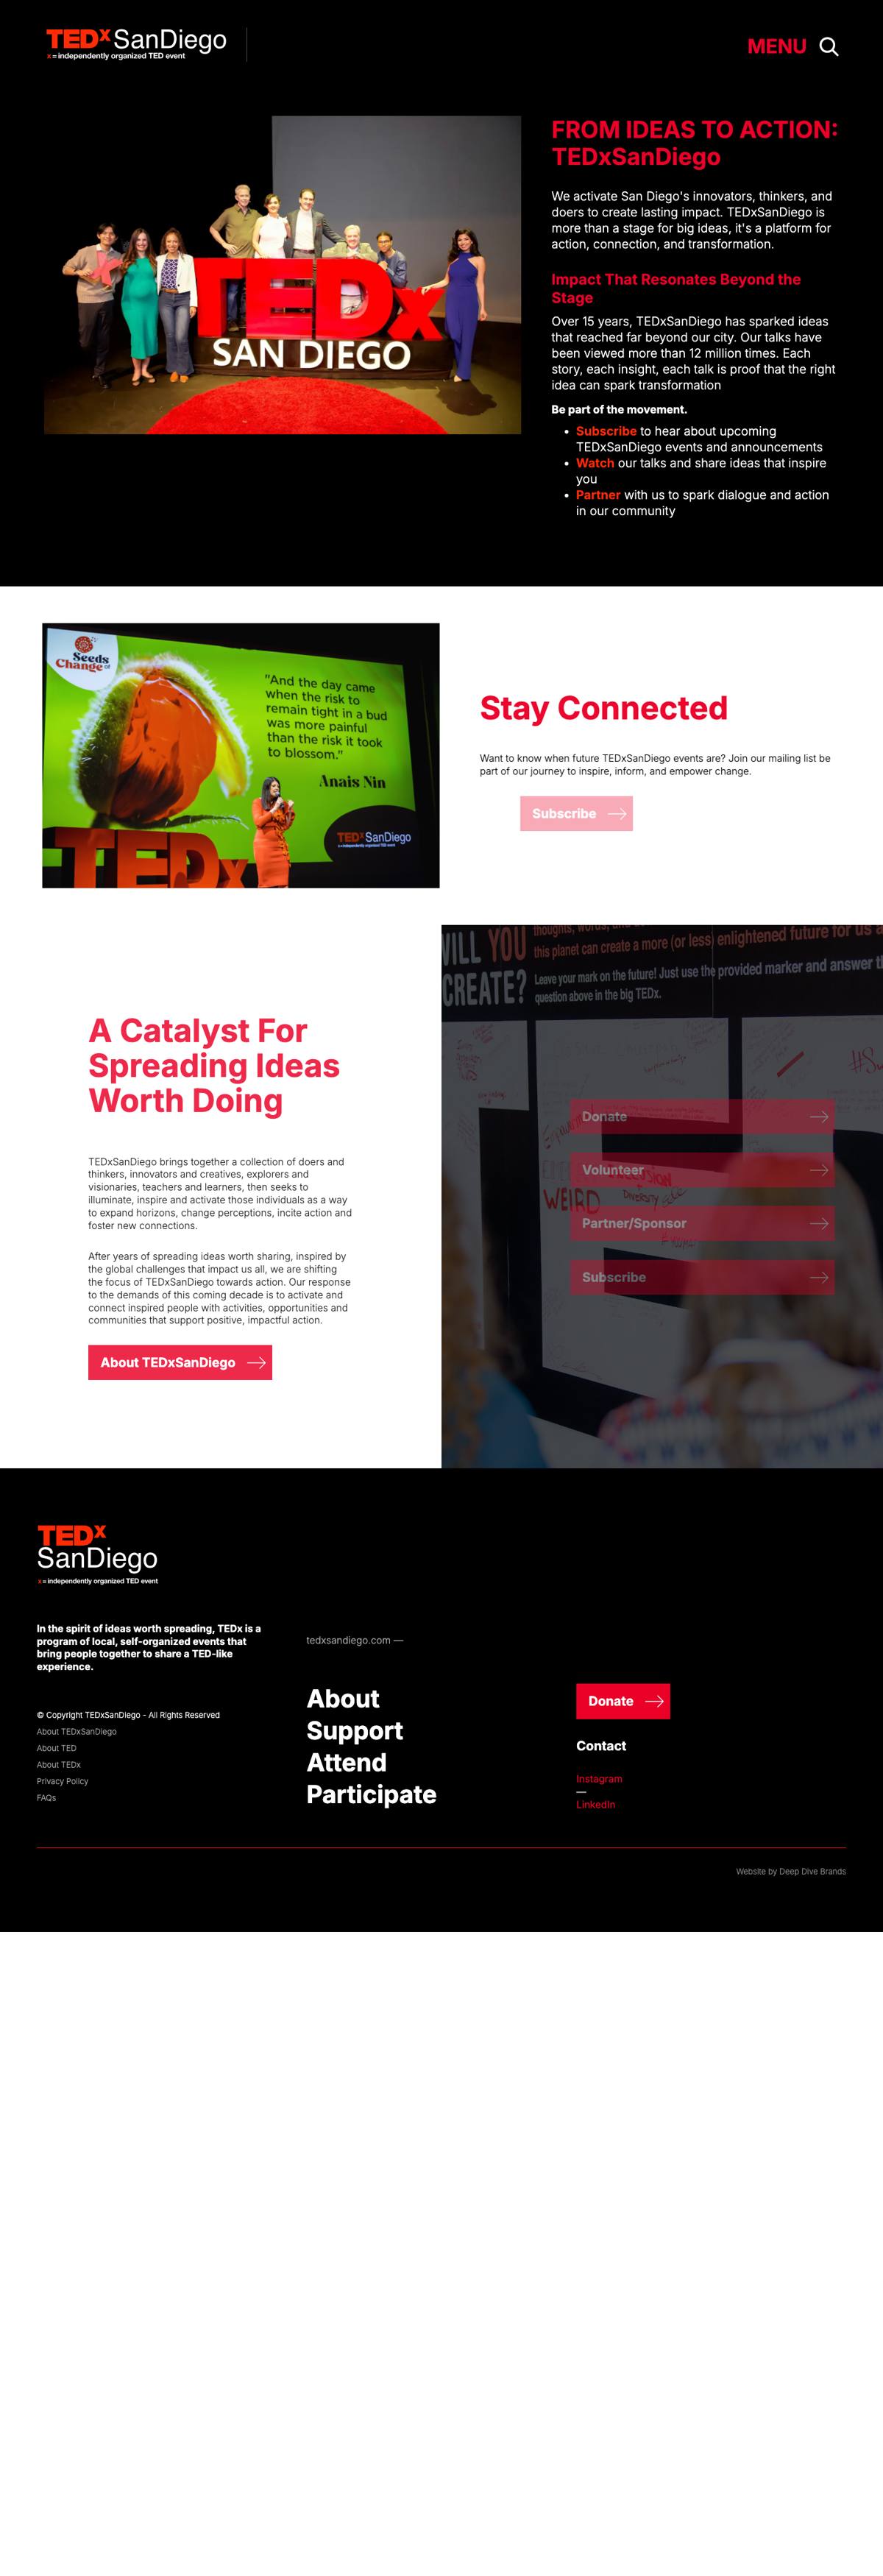 TEDxSanDiego
x = independently organized TED event
MENU
TEDx
SAN DIEGO
FROM IDEAS TO ACTION:
TEDxSanDiego
We activate San Diego's innovators, thinkers, and
doers to create lasting impact. TEDxSanDiego is
more than a stage for big ideas, it's a platform for
action, connection, and transformation.
Impact That Resonates Beyond the
Stage
Over 15 years, TEDxSanDiego has sparked ideas
that reached far beyond our city. Our talks have
been viewed more than 12 million times. Each
story, each insight, each talk is proof that the right
idea can spark transformation
Be part of the movement.
• Subscribe to hear about upcoming
TEDxSanDiego events and announcements
• Watch our talks and share ideas that inspire
you
• Partner with us to spark dialogue and action
in our community
Seeds of
Change
"And the day came
when the risk to
remain tight in a bud
was more painful
than the risk it took
to blossom."
Anais Nin
TEDxSanDiego
x = independently organized TED event
TEDx
Stay Connected
Want to know when future TEDxSanDiego events are? Join our mailing list be
part of our journey to inspire, inform, and empower change.
Subscribe
A Catalyst For
Spreading Ideas
Worth Doing
TEDxSanDiego brings together a collection of doers and
thinkers, innovators and creatives, explorers and
visionaries, teachers and learners, then seeks to
illuminate, inspire and activate those individuals as a way
to expand horizons, change perceptions, incite action and
foster new connections.
After years of spreading ideas worth sharing, inspired by
the global challenges that impact us all, we are shifting
the focus of TEDxSanDiego towards action. Our response
to the demands of this coming decade is to activate and
connect inspired people with activities, opportunities and
communities that support positive, impactful action.
About TEDxSanDiego
WILL YOU
CREATE?
thoughts, words, and
this planet can create a more (or less) enlightened future for us a
Leave your mark on the future! Just use the provided marker and answer th
question above in the big TEDx.
Donate
Volunteer
WEIRD
Partner/Sponsor
Subscribe
TEDx
SanDiego
x = independently organized TED event
In the spirit of ideas worth spreading, TEDx is a
program of local, self-organized events that
bring people together to share a TED-like
experience.
© Copyright TEDxSanDiego - All Rights Reserved
About TEDxSanDiego
About TED
About TEDx
Privacy Policy
FAQs
tedxsandiego.com —
About
Support
Attend
Participate
Donate
Contact
Instagram
—
LinkedIn
Website by Deep Dive Brands